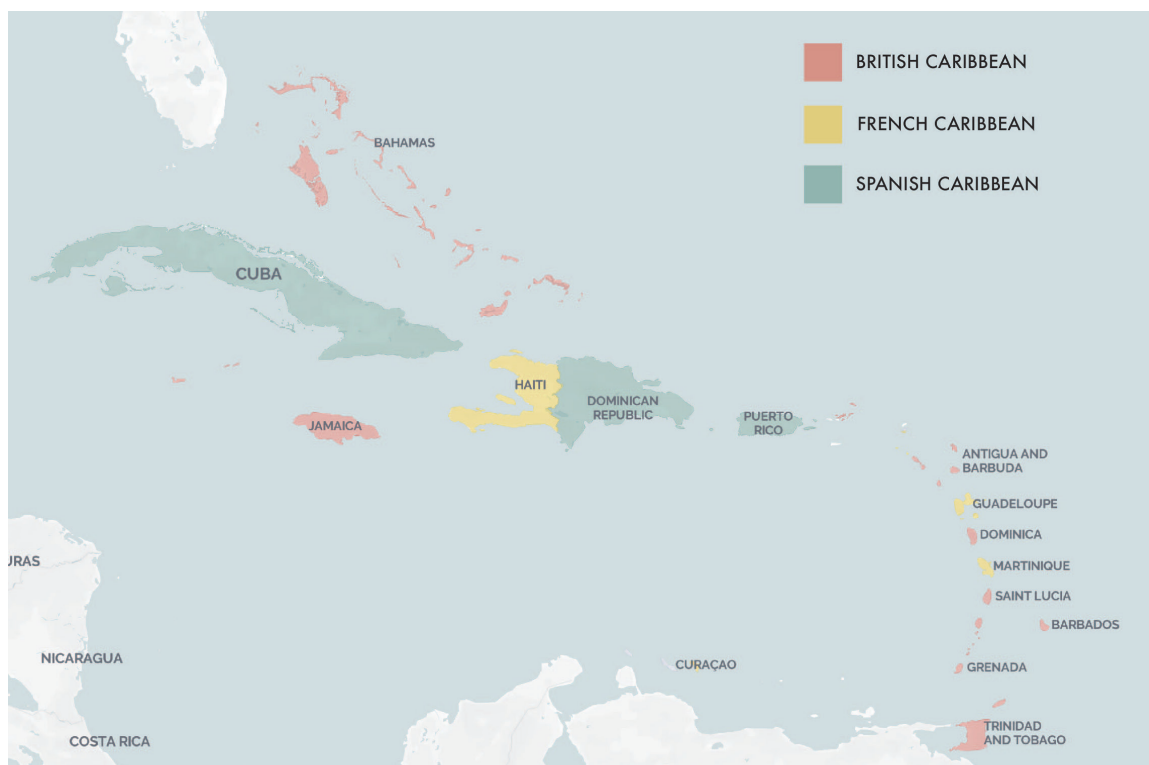 BRITISH CARIBBEAN
FRENCH CARIBBEAN
SPANISH CARIBBEAN
BAHAMAS
CUBA
HAITI
DOMINICAN
REPUBLIC
JAMAICA
PUERTO
RICO
ANTIGUA AND
BARBUDA
GUADELOUPE
DOMINICA
MARTINIQUE
SAINT LUCIA
BARBADOS
GRENADA
CURAÇAO
TRINIDAD
AND TOBAGO
URAS
NICARAGUA
COSTA RICA